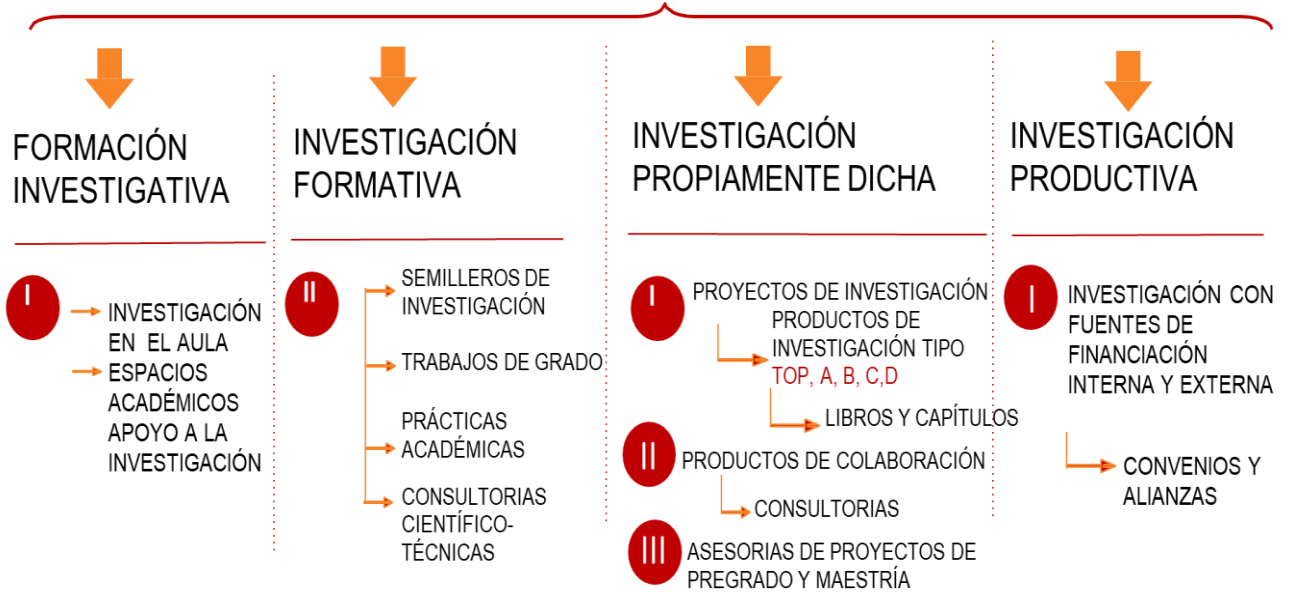 FORMACIÓN
INVESTIGATIVA
I
INVESTIGACIÓN
EN EL AULA
ESPACIOS
ACADÉMICOS
APOYO A LA
INVESTIGACIÓN
INVESTIGACIÓN
FORMATIVA
II
SEMILLEROS DE
INVESTIGACIÓN
TRABAJOS DE GRADO
PRÁCTICAS
ACADÉMICAS
CONSULTORIAS
CIENTÍFICO-
TÉCNICAS
INVESTIGACIÓN
PROPIAMENTE DICHA
I
PROYECTOS DE INVESTIGACIÓN
PRODUCTOS DE
INVESTIGACIÓN TIPO
TOP, A, B, C,D
LIBROS Y CAPÍTULOS
II
PRODUCTOS DE COLABORACIÓN
CONSULTORIAS
III
ASESORIAS DE PROYECTOS DE
PREGRADO Y MAESTRÍA
INVESTIGACIÓN
PRODUCTIVA
I
INVESTIGACIÓN CON
FUENTES DE
FINANCIACIÓN
INTERNA Y EXTERNA
CONVENIOS Y
ALIANZAS